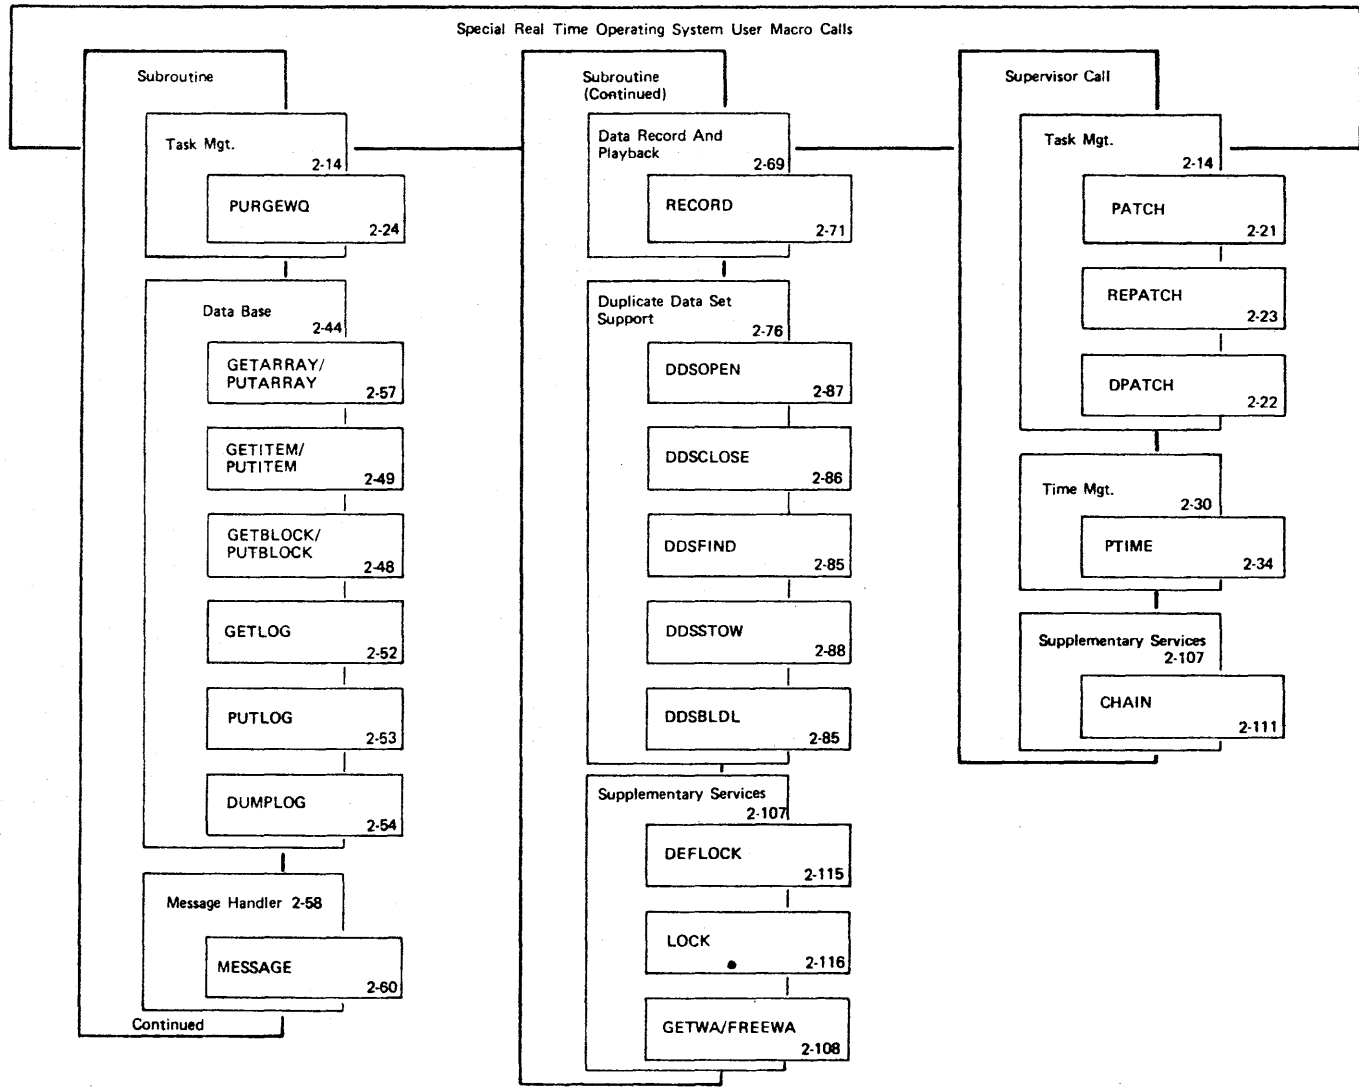 Special Real Time Operating System User Macro Calls
Subroutine
Task Mgt.
2-14
PURGEWQ
2-24
Data Base
2-44
GETARRAY/
PUTARRAY
2-57
GETITEM/
PUTITEM
2-49
GETBLOCK/
PUTBLOCK
2-48
GETLOG
2-52
PUTLOG
2-53
DUMPLOG
2-54
Message Handler 2-58
MESSAGE
2-60
Continued
Subroutine
(Continued)
Data Record And
Playback
2-69
RECORD
2-71
Duplicate Data Set
Support
2-76
DDSOPEN
2-87
DDSCLOSE
2-86
DDSFIND
2-85
DDSSTOW
2-88
DDSBLDL
2-85
Supplementary Services
2-107
DEFLOCK
2-115
LOCK
2-116
GETWA/FREEWA
2-108
Supervisor Call
Task Mgt.
2-14
PATCH
2-21
REPATCH
2-23
DPATCH
2-22
Time Mgt.
2-30
PTIME
2-34
Supplementary Services
2-107
CHAIN
2-111